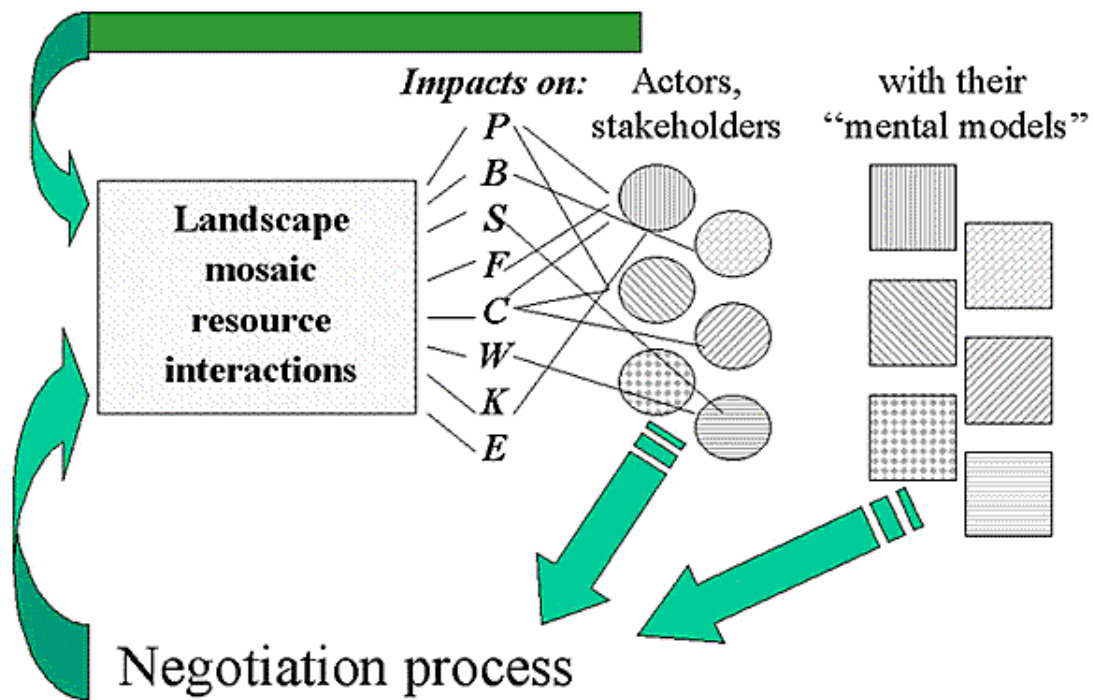 Impacts on:
Actors,
stakeholders
with their
“mental models”
P
B
S
F
C
W
K
E
Landscape
mosaic
resource
interactions
Negotiation process